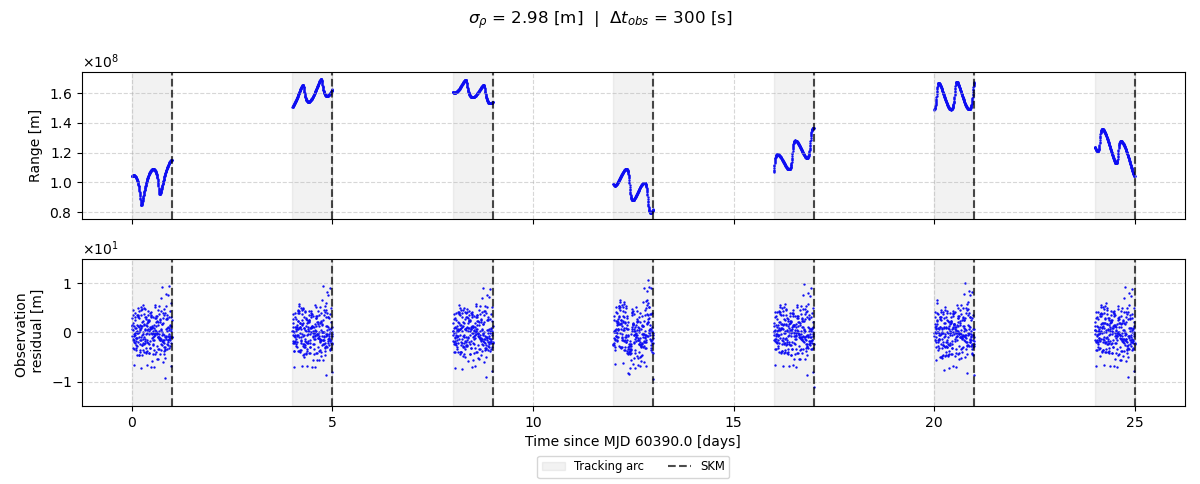 σρ = 2.98 [m] | Δt_obs = 300 [s]
×10⁸
1.6
1.4
1.2
1.0
0.8
Range [m]
×10¹
1
0
−1
Observation
residual [m]
0 5 10 15 20 25
Time since MJD 60390.0 [days]
Tracking arc SKM